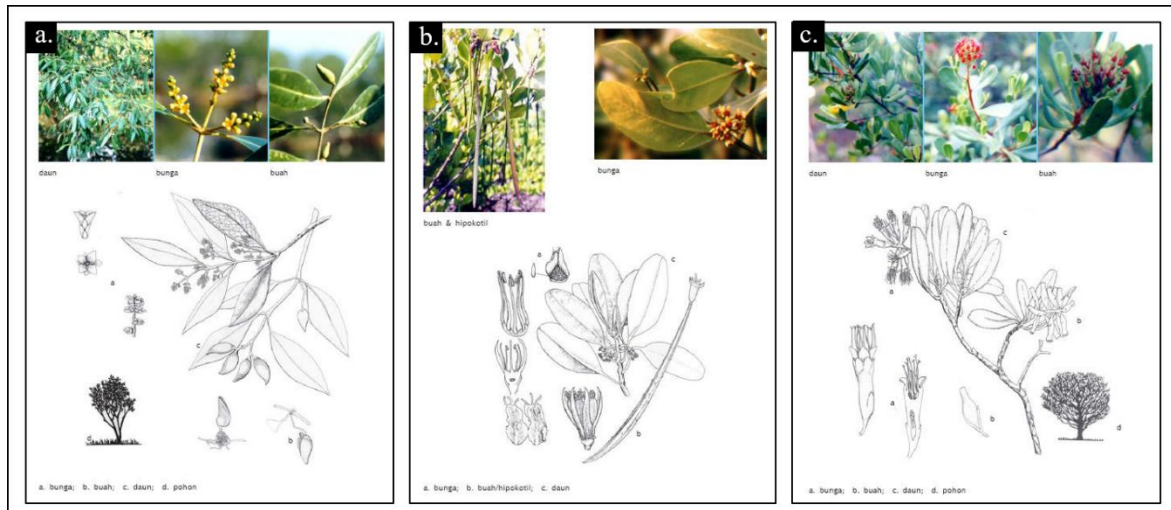 a.
daun bunga buah
a
c
d
b
a. bunga; b. buah; c. daun; d. pohon
b.
bunga
buah & hipokotil
a
c
b
a. bunga; b. buah/hipokotil; c. daun
c.
daun bunga buah
c
a
b
a
b
d
a. bunga; b. buah; c. daun; d. pohon